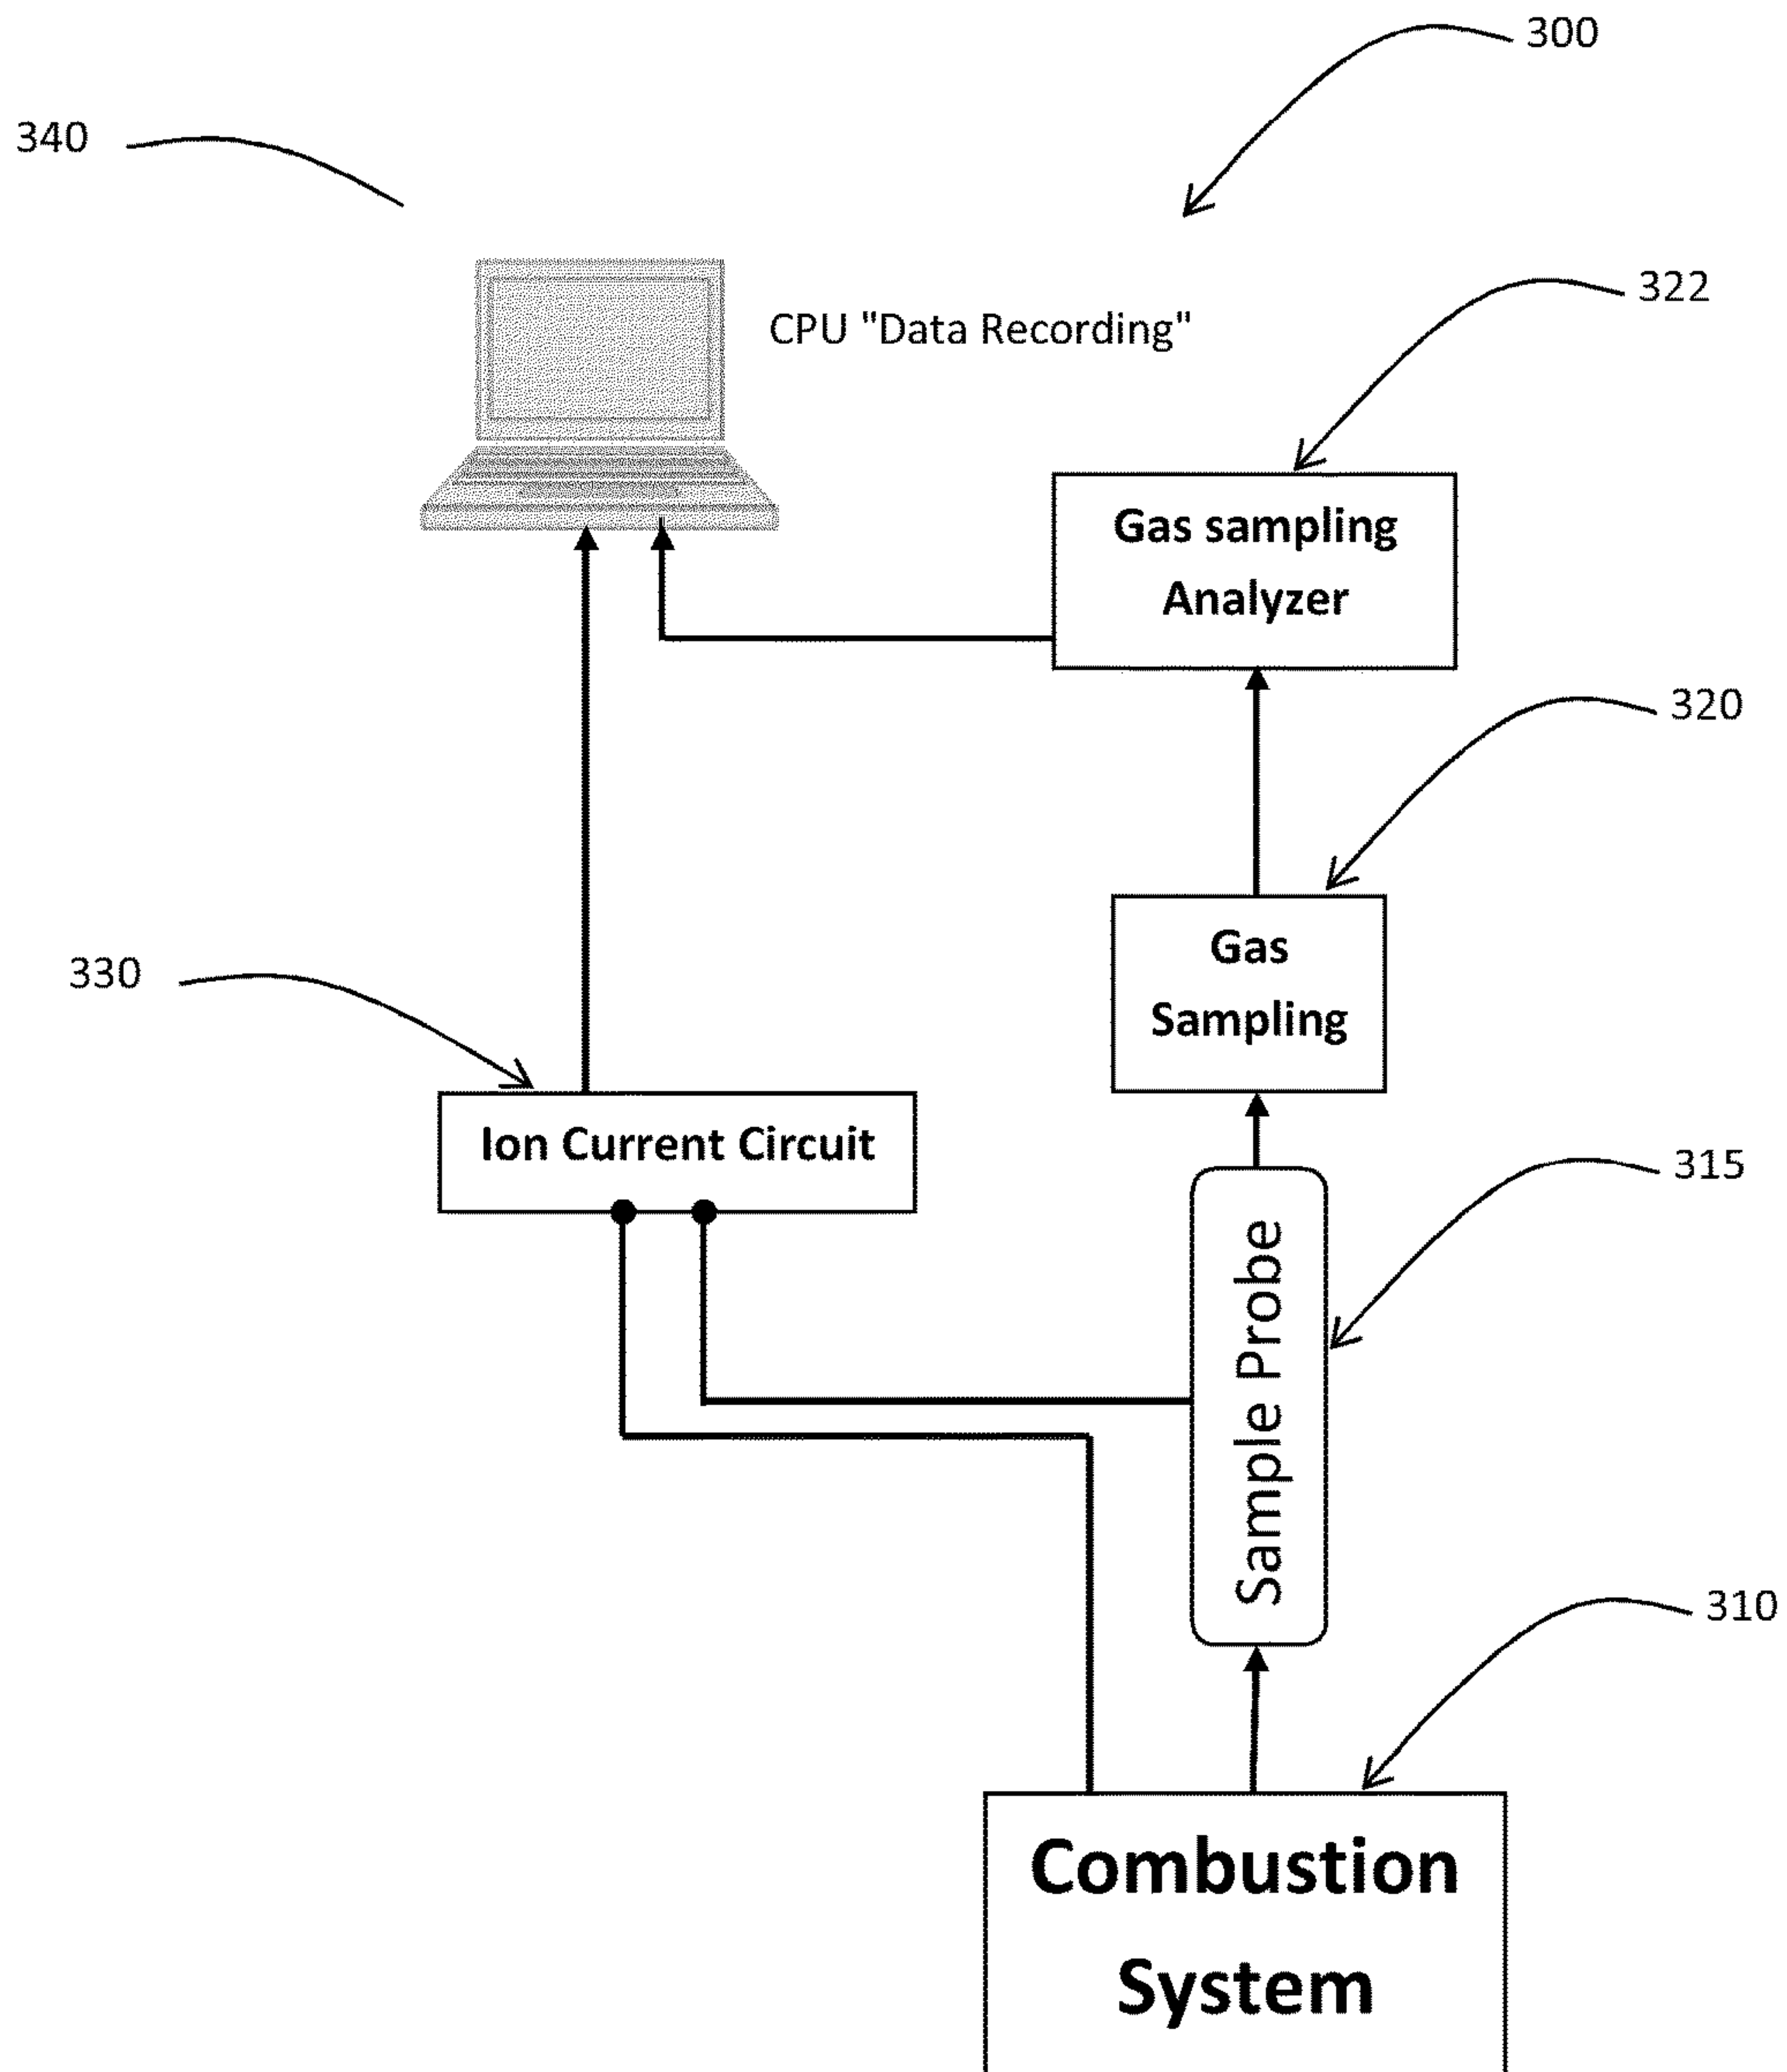 300
340
322
CPU "Data Recording"
Gas sampling
Analyzer
320
Gas
Sampling
330
Ion Current Circuit
315
Sample Probe
310
Combustion
System